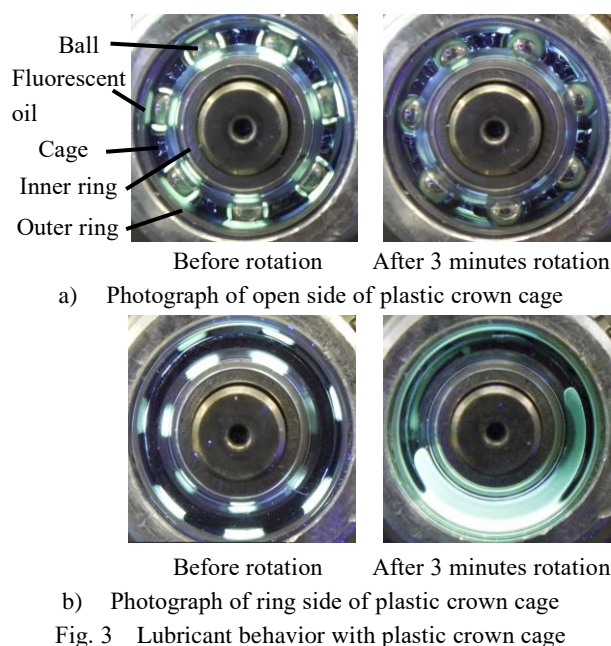 Ball
Fluorescent
oil
Cage
Inner ring
Outer ring
Before rotation After 3 minutes rotation
a) Photograph of open side of plastic crown cage
Before rotation After 3 minutes rotation
b) Photograph of ring side of plastic crown cage
Fig. 3 Lubricant behavior with plastic crown cage